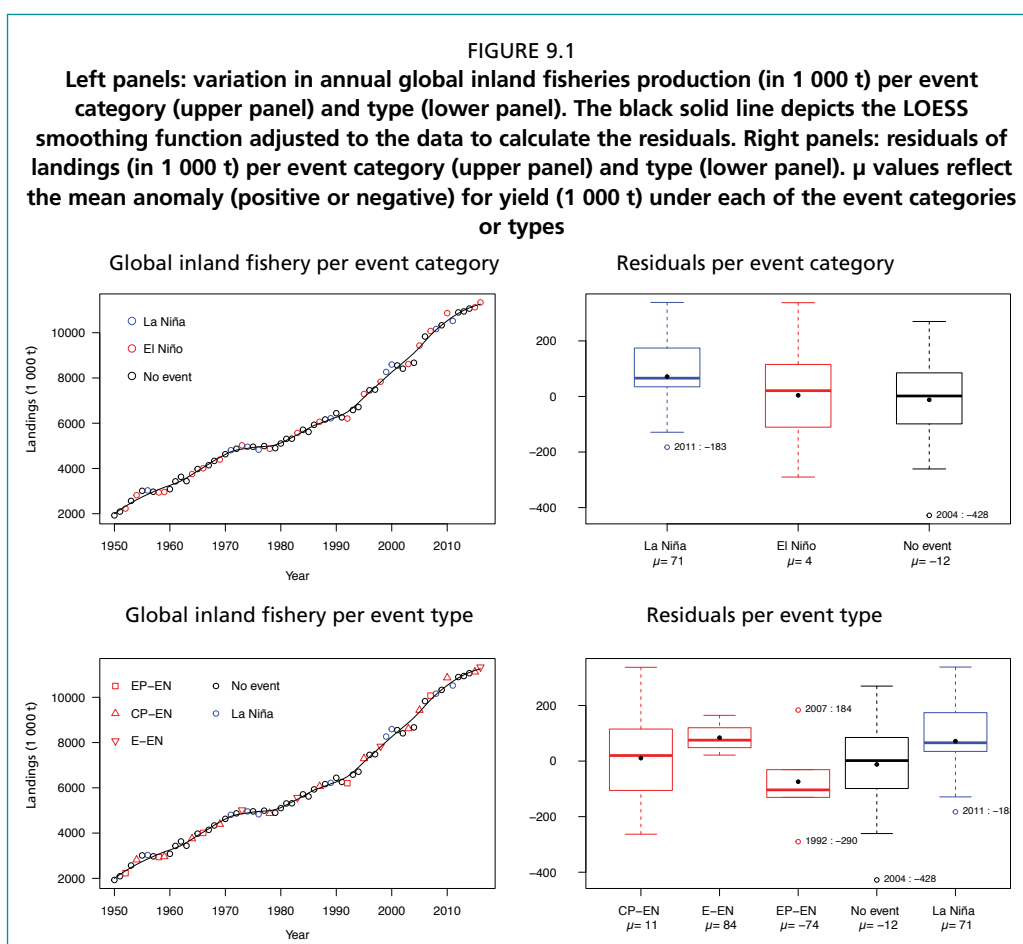 FIGURE 9.1
Left panels: variation in annual global inland fisheries production (in 1 000 t) per event
category (upper panel) and type (lower panel). The black solid line depicts the LOESS
smoothing function adjusted to the data to calculate the residuals. Right panels: residuals of
landings (in 1 000 t) per event category (upper panel) and type (lower panel). µ values reflect
the mean anomaly (positive or negative) for yield (1 000 t) under each of the event categories
or types
Global inland fishery per event category
Landings (1 000 t)
10000
8000
6000
4000
2000
La Niña
El Niño
No event
1950 1960 1970 1980 1990 2000 2010
Year
Residuals per event category
200
0
−200
−400
2011 : −183
2004 : −428
La Niña El Niño No event
µ= 71 µ= 4 µ= −12
Global inland fishery per event type
Landings (1 000 t)
10000
8000
6000
4000
2000
EP−EN No event
CP−EN La Niña
E−EN
1950 1960 1970 1980 1990 2000 2010
Year
Residuals per event type
200
0
−200
−400
2007 : 184
1992 : −290
2004 : −428
2011 : −18
CP−EN E−EN EP−EN No event La Niña
µ= 11 µ= 84 µ= −74 µ= −12 µ= 71